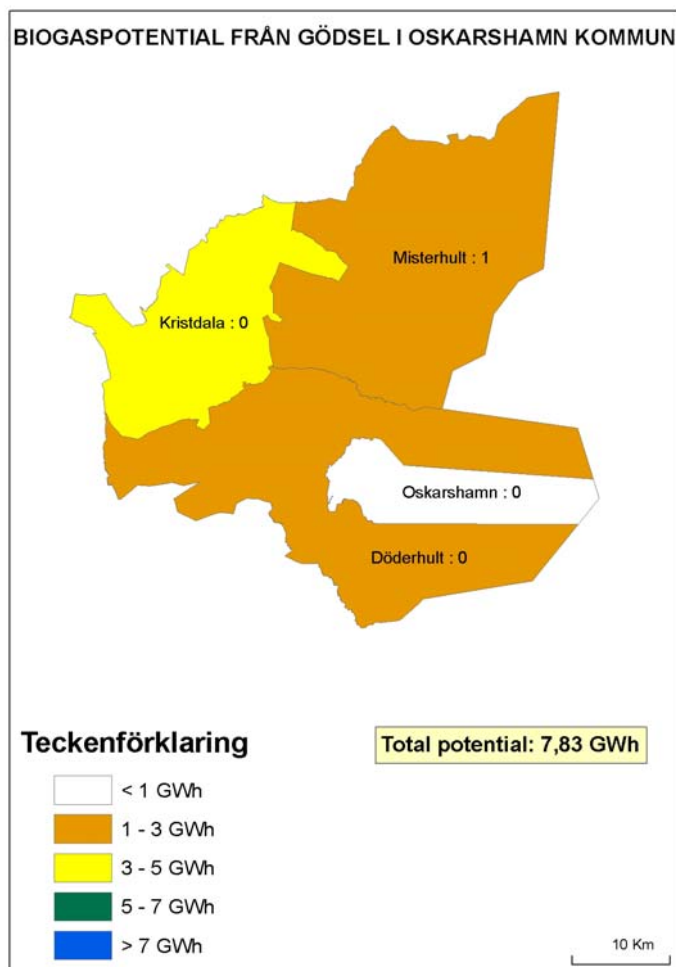 BIOGASPOTENTIAL FRÅN GÖDSEL I OSKARSHAMN KOMMUN
Misterhult : 1
Kristdala : 0
Oskarshamn : 0
Döderhult : 0
Teckenförklaring
Total potential: 7,83 GWh
< 1 GWh
1 - 3 GWh
3 - 5 GWh
5 - 7 GWh
> 7 GWh
10 Km